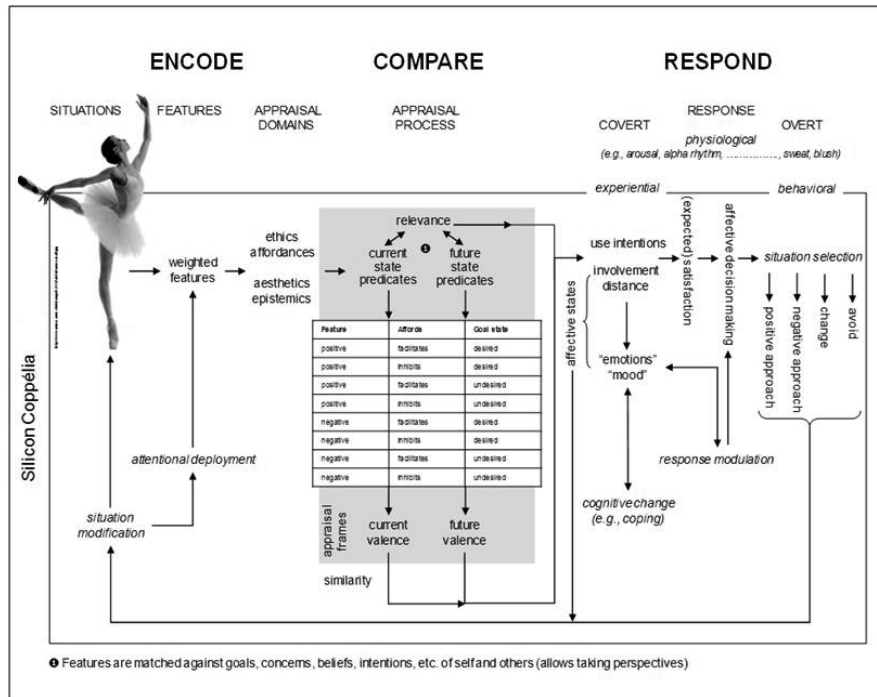 ENCODE
COMPARE
RESPOND
SITUATIONS
FEATURES
APPRAISAL
DOMAINS
APPRAISAL
PROCESS
RESPONSE
COVERT
OVERT
physiological
(e.g., arousal, alpha rhythm, ................, sweat, blush)
experiential
behavioral
Silicon Coppélia
weighted
features
ethics
affordances
aesthetics
epistemics
relevance
❶
current
state
predicates
future
state
predicates
Feature Affords Goal state
positive facilitates desired
positive inhibits desired
positive facilitates undesired
positive inhibits undesired
negative facilitates desired
negative inhibits desired
negative facilitates undesired
negative inhibits undesired
appraisal
frames
current
valence
future
valence
similarity
attentional deployment
situation
modification
use intentions
involvement
distance
affective states
"emotions"
"mood"
cognitive change
(e.g., coping)
(expected)
satisfaction
affective decision making
response modulation
situation selection
positive approach
negative approach
change
avoid
❶ Features are matched against goals, concerns, beliefs, intentions, etc. of self and others (allows taking perspectives)